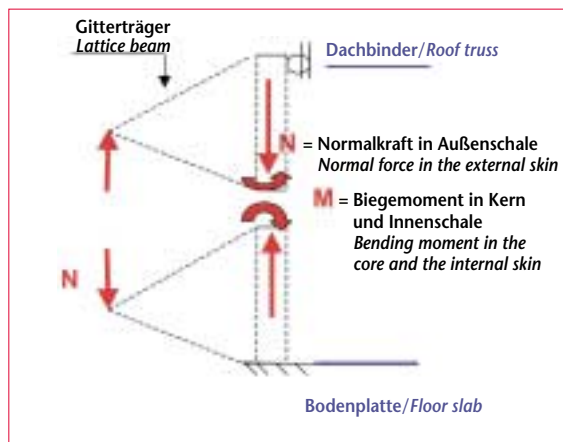 Gitterträger
Lattice beam
Dachbinder/Roof truss
N = Normalkraft in Außenschale
Normal force in the external skin
M = Biegemoment in Kern
und Innenschale
Bending moment in the
core and the internal skin
N
Bodenplatte/Floor slab